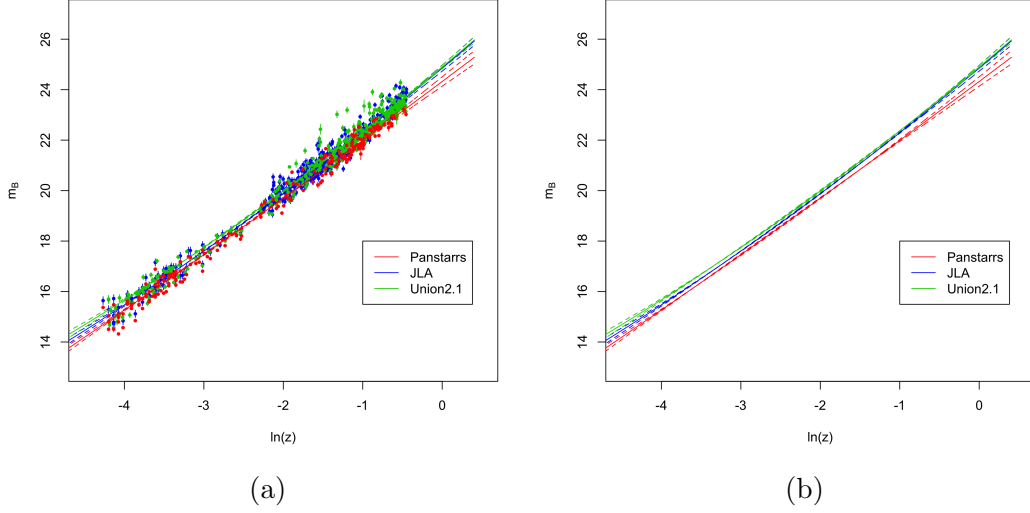 26
24
22
20
18
16
14
m_B
-4 -3 -2 -1 0
ln(z)
Panstarrs
JLA
Union2.1
(a)
26
24
22
20
18
16
14
m_B
-4 -3 -2 -1 0
ln(z)
Panstarrs
JLA
Union2.1
(b)